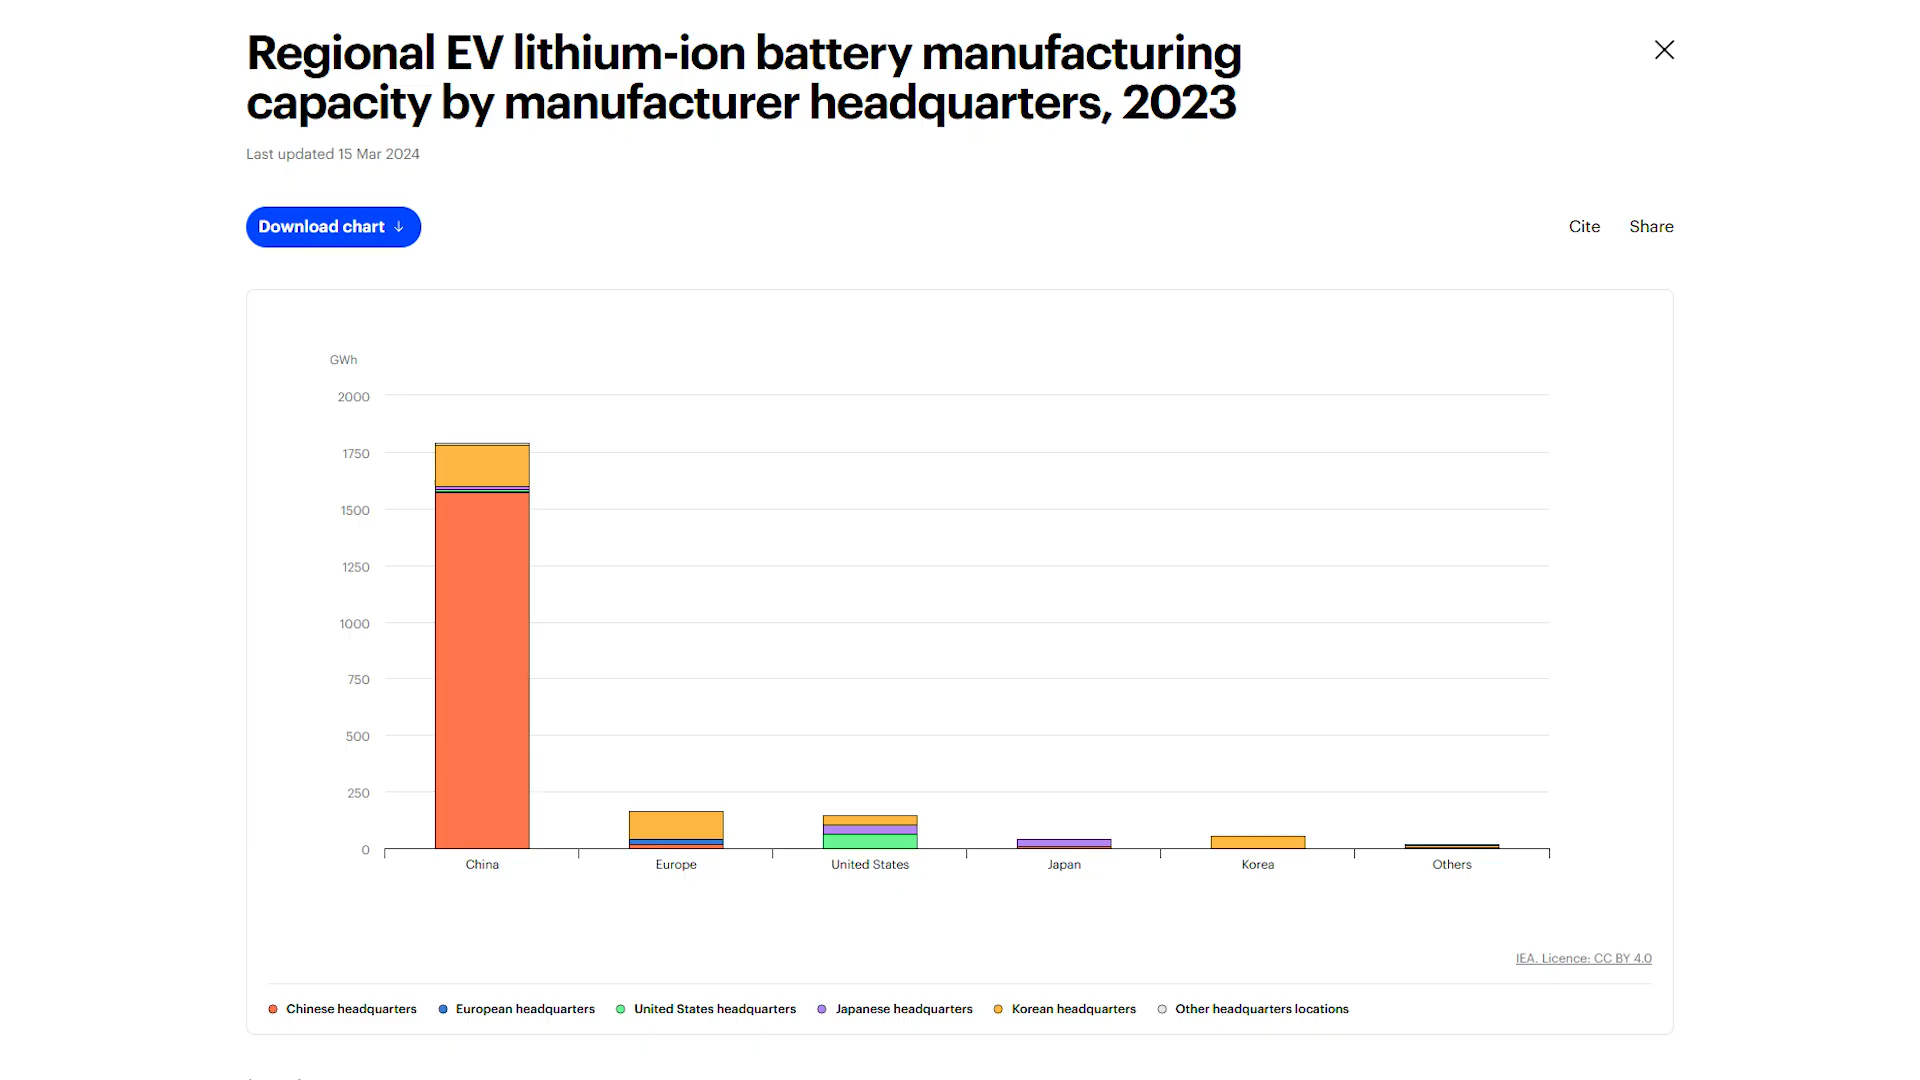 Regional EV lithium-ion battery manufacturing
capacity by manufacturer headquarters, 2023
Last updated 15 Mar 2024
Download chart ↓
Cite
Share
GWh
2000
1750
1500
1250
1000
750
500
250
0
China
Europe
United States
Japan
Korea
Others
IEA. Licence: CC BY 4.0
Chinese headquarters
European headquarters
United States headquarters
Japanese headquarters
Korean headquarters
Other headquarters locations